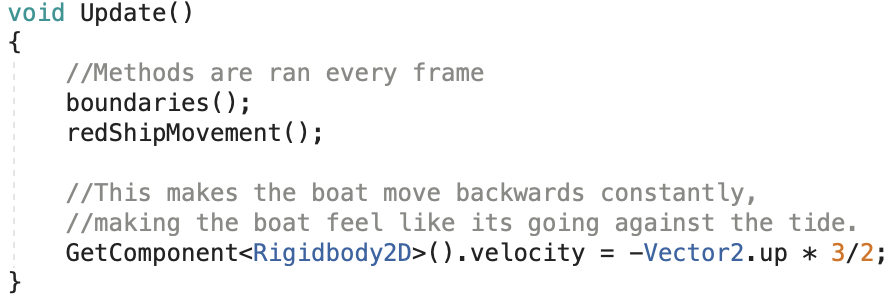 void Update()
{
    //Methods are ran every frame
    boundaries();
    redShipMovement();

    //This makes the boat move backwards constantly,
    //making the boat feel like its going against the tide.
    GetComponent<Rigidbody2D>().velocity = -Vector2.up * 3/2;
}